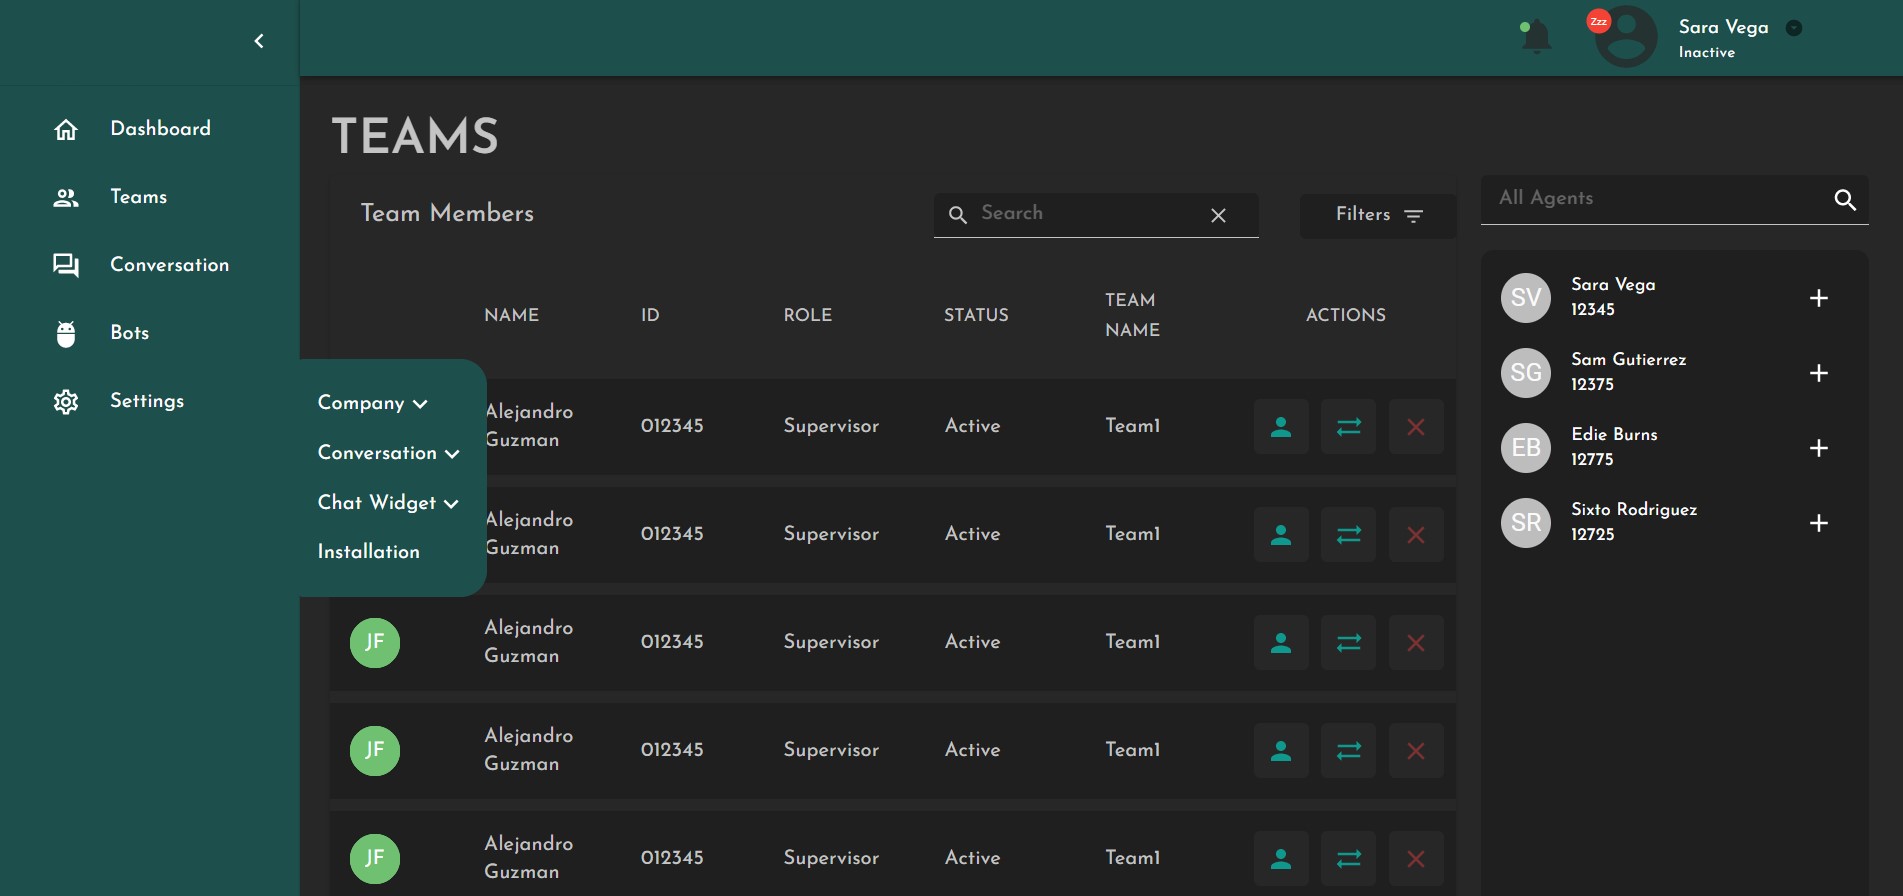 Zzz
Sara Vega
Inactive
Dashboard
Teams
Conversation
Bots
Settings
Company
Conversation
Chat Widget
Installation
TEAMS
Team Members
Search
Filters
NAME ID ROLE STATUS TEAM NAME ACTIONS
Alejandro Guzman 012345 Supervisor Active Team1
Alejandro Guzman 012345 Supervisor Active Team1
JF Alejandro Guzman 012345 Supervisor Active Team1
JF Alejandro Guzman 012345 Supervisor Active Team1
JF Alejandro Guzman 012345 Supervisor Active Team1
All Agents
SV Sara Vega
12345
SG Sam Gutierrez
12375
EB Edie Burns
12775
SR Sixto Rodriguez
12725